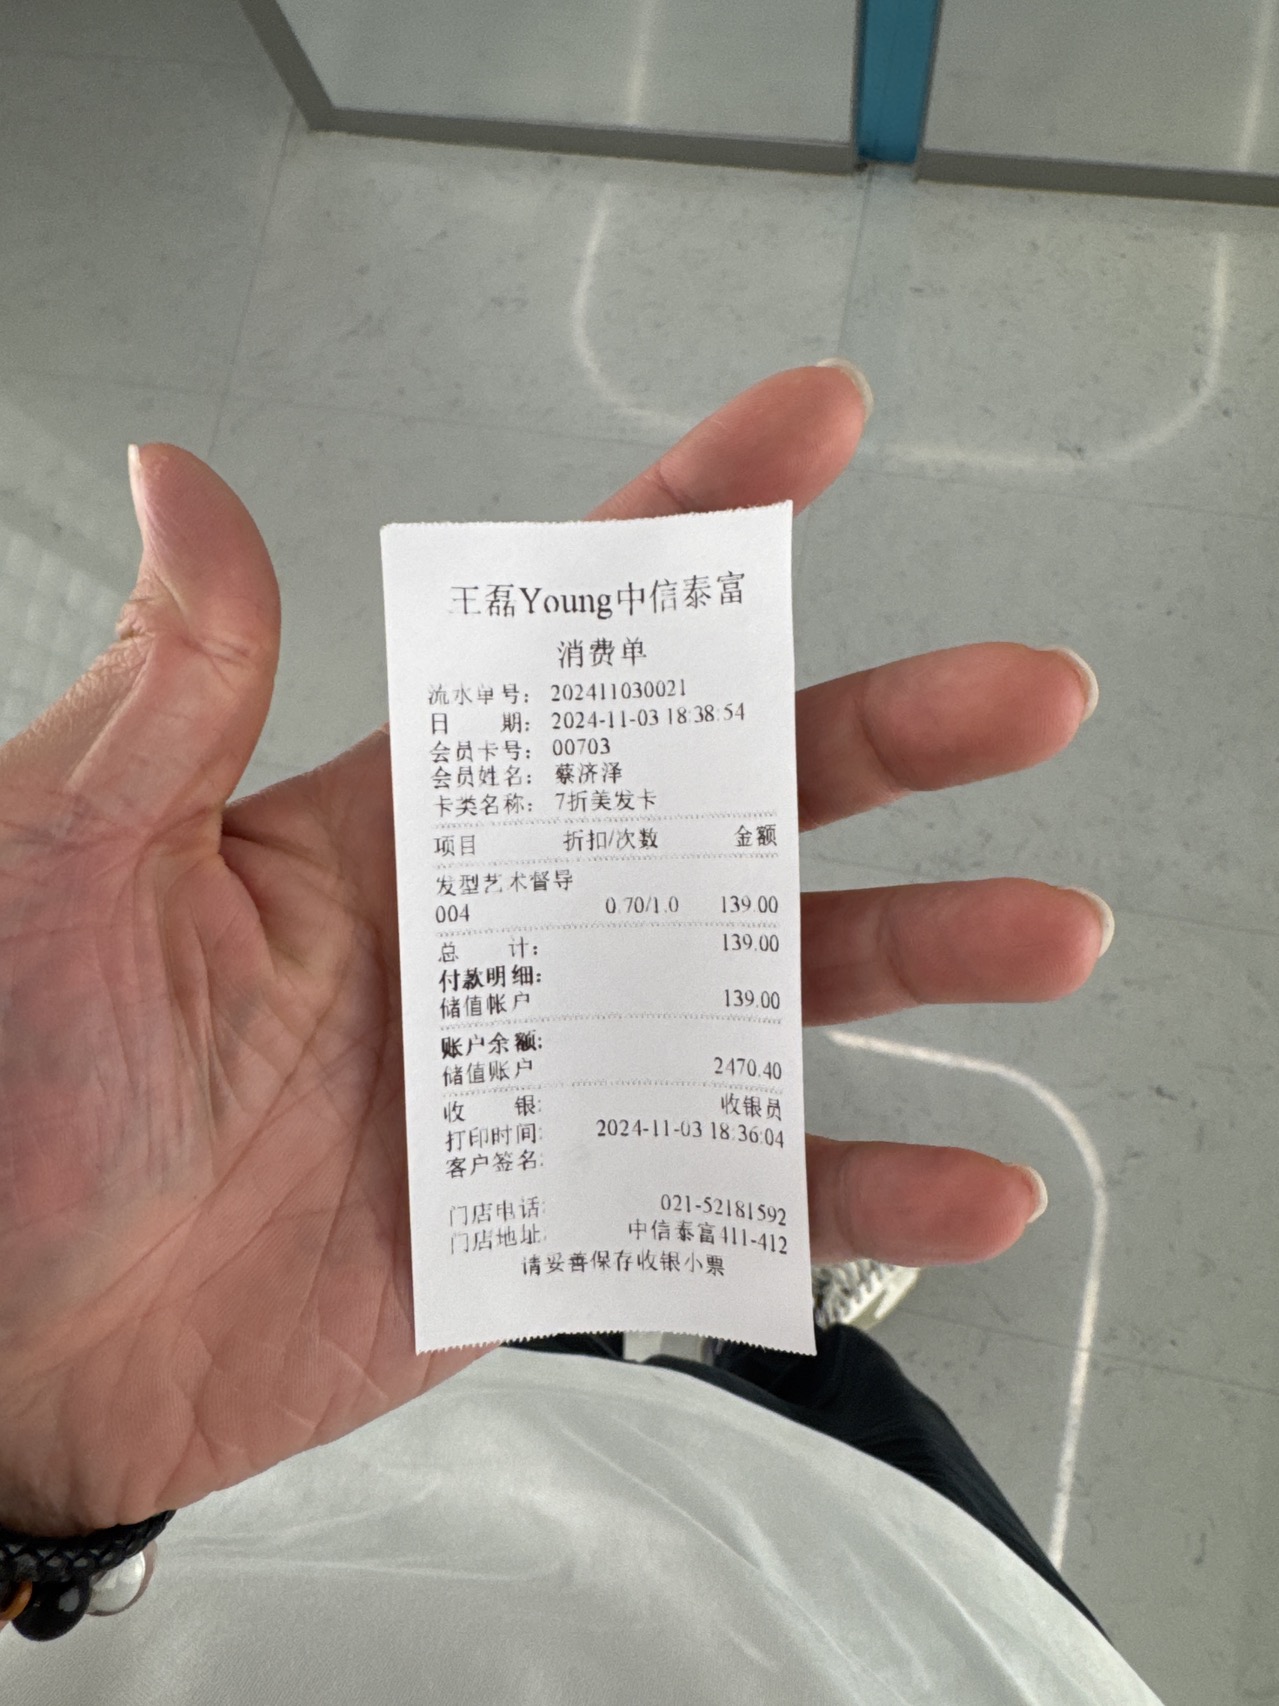 王磊Young中信泰富
消费单
流水单号: 202411030021
日 期: 2024-11-03 18:38:54
会员卡号: 00703
会员姓名: 蔡济泽
卡类名称: 7折美发卡
项目 折扣/次数 金额
发型艺术督导
004 0.70/1.0 139.00
总 计: 139.00
付款明细:
储值帐户 139.00
账户余额:
储值账户 2470.40
收 银: 收银员
打印时间: 2024-11-03 18:36:04
客户签名:
门店电话: 021-52181592
门店地址: 中信泰富411-412
请妥善保存收银小票